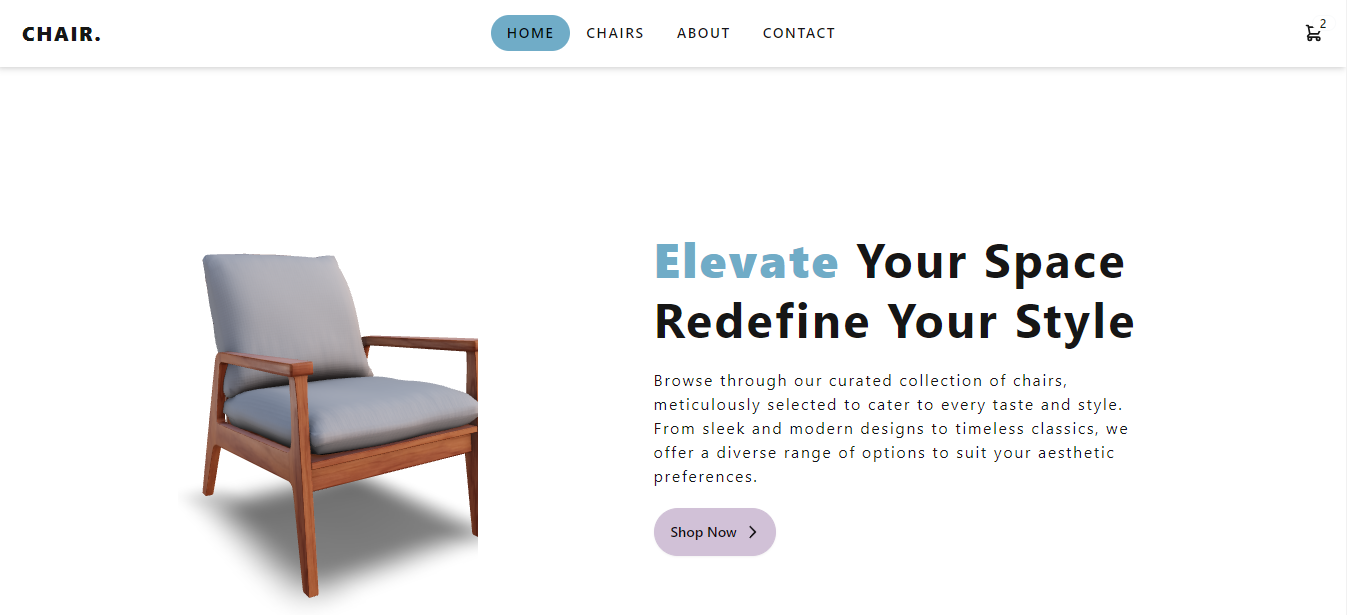 CHAIR.
HOME CHAIRS ABOUT CONTACT
2
Elevate Your Space
Redefine Your Style
Browse through our curated collection of chairs,
meticulously selected to cater to every taste and style.
From sleek and modern designs to timeless classics, we
offer a diverse range of options to suit your aesthetic
preferences.
Shop Now